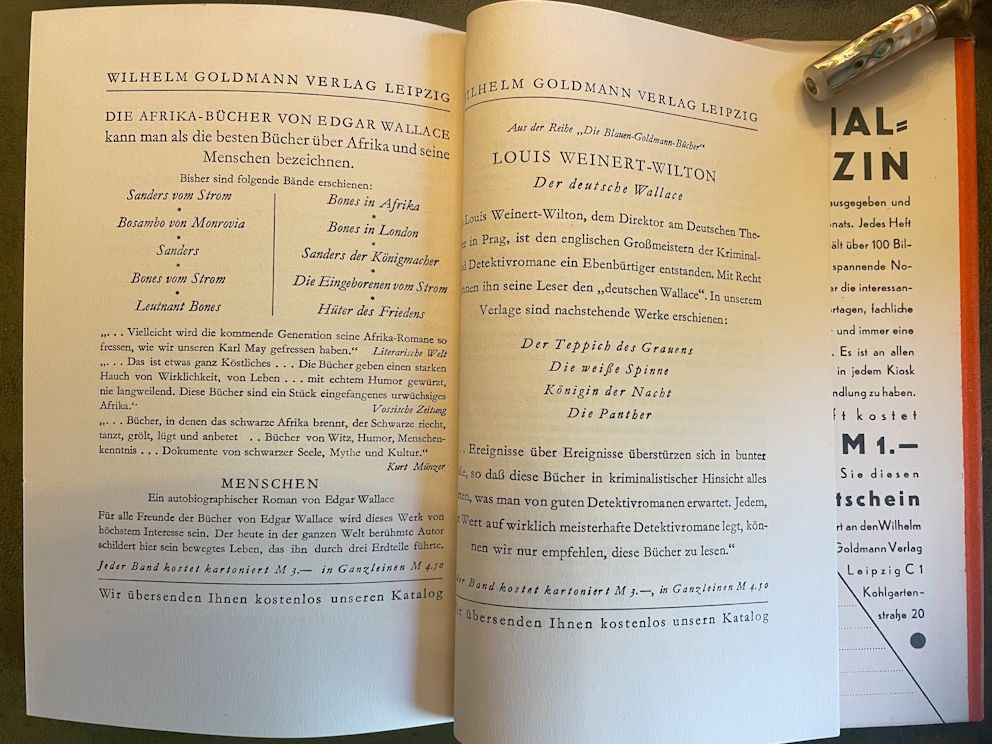 WILHELM GOLDMANN VERLAG LEIPZIG
DIE AFRIKA-BÜCHER VON EDGAR WALLACE
kann man als die besten Bücher über Afrika und seine
Menschen bezeichnen.
Bisher sind folgende Bände erschienen:
Sanders vom Strom
*
Bosambo von Monrovia
*
Sanders
*
Bones vom Strom
*
Leutnant Bones
Bones in Afrika
*
Bones in London
*
Sanders der Königmacher
*
Die Eingeborenen vom Strom
*
Hüter des Friedens
„. . . Vielleicht wird die kommende Generation seine Afrika-Romane so
fressen, wie wir unseren Karl May gefressen haben.“ Literarische Welt
„. . . Das ist etwas ganz Köstliches . . . Die Bücher geben einen starken
Hauch von Wirklichkeit, von Leben . . . mit echtem Humor gewürzt,
nie langweilend. Diese Bücher sind ein Stück eingefangenes urwüchsiges
Afrika.“ Vossische Zeitung
„. . . Bücher, in denen das schwarze Afrika brennt, der Schwarze riecht,
tanzt, grölt, lügt und anbetet . . Bücher von Witz, Humor, Menschen-
kenntnis . . . Dokumente von schwarzer Seele, Mythe und Kultur.“
Kurt Münzer
MENSCHEN
Ein autobiographischer Roman von Edgar Wallace
Für alle Freunde der Bücher von Edgar Wallace wird dieses Werk von
höchstem Interesse sein. Der heute in der ganzen Welt berühmte Autor
schildert hier sein bewegtes Leben, das ihn durch drei Erdteile führte.
Jeder Band kostet kartoniert M 3.— in Ganzleinen M 4.50
Wir übersenden Ihnen kostenlos unseren Katalog
ILHELM GOLDMANN VERLAG LEIPZIG
Aus der Reihe „Die Blauen-Goldmann-Bücher“
LOUIS WEINERT-WILTON
Der deutsche Wallace
Louis Weinert-Wilton, dem Direktor am Deutschen The-
e in Prag, ist den englischen Großmeistern der Kriminal-
d Detektivromane ein Ebenbürtiger entstanden. Mit Recht
nnen ihn seine Leser den „deutschen Wallace“. In unserem
Verlage sind nachstehende Werke erschienen:
Der Teppich des Grauens
Die weiße Spinne
Königin der Nacht
Die Panther
. . Ereignisse über Ereignisse überstürzen sich in bunter
le, so daß diese Bücher in kriminalistischer Hinsicht alles
ten, was man von guten Detektivromanen erwartet. Jedem,
r Wert auf wirklich meisterhafte Detektivromane legt, kön-
nen wir nur empfehlen, diese Bücher zu lesen.“
der Band kostet kartoniert M 3.—, in Ganzleinen M 4.50
ir übersenden Ihnen kostenlos unsern Katalog
IAL=
ZIN
ausgegeben und
onats. Jedes Heft
ält über 100 Bil-
spannende No-
er die interessan-
ortagen, fachliche
und immer eine
. Es ist an allen
in jedem Kiosk
ndlung zu haben.
ft kostet
M 1.—
Sie diesen
tschein
rt an den Wilhelm
Goldmann Verlag
Leipzig C 1
Kohlgarten-
straße 20